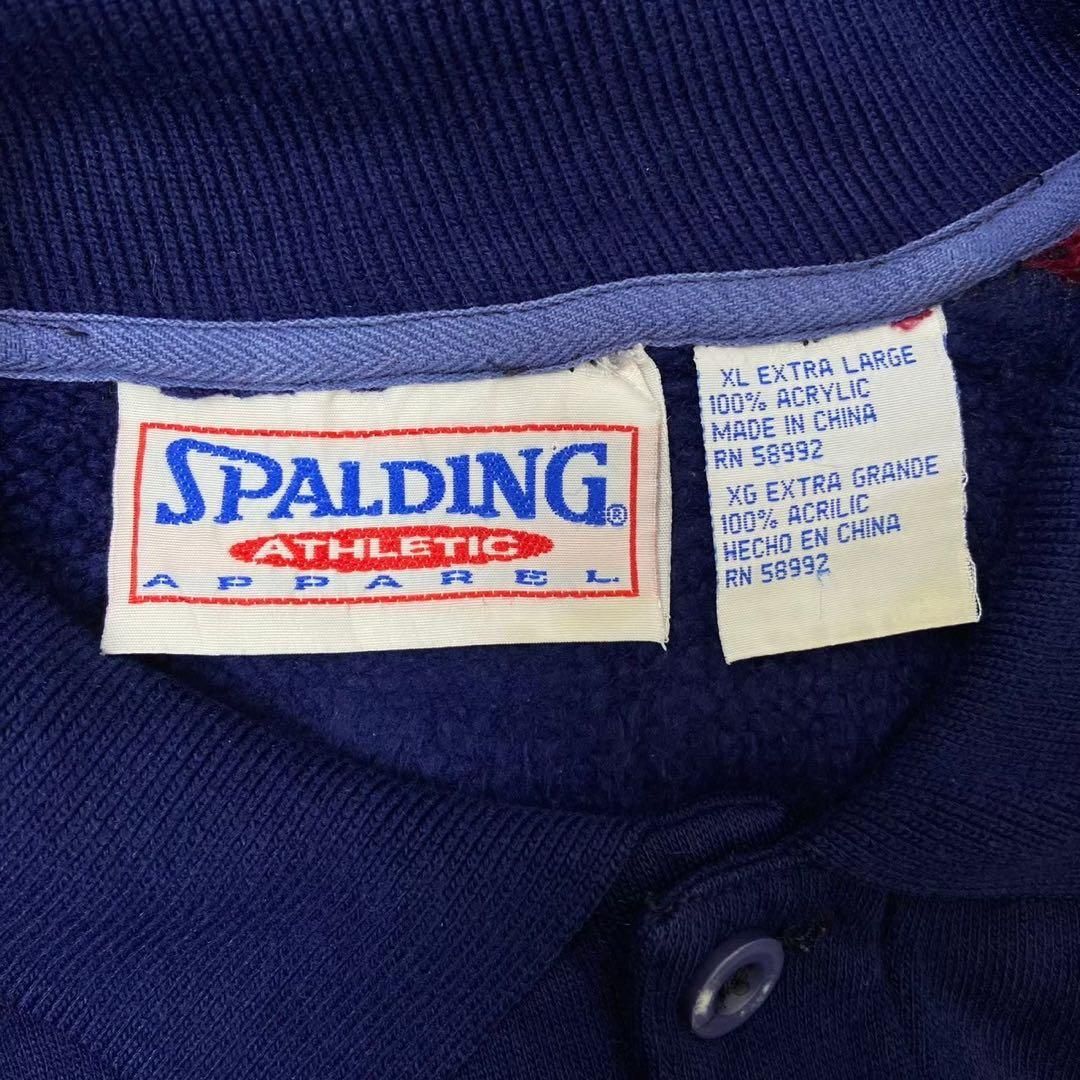 SPALDING®
ATHLETIC
APPAREL
XL EXTRA LARGE
100% ACRYLIC
MADE IN CHINA
RN 58992
XG EXTRA GRANDE
100% ACRILIC
HECHO EN CHINA
RN 58992